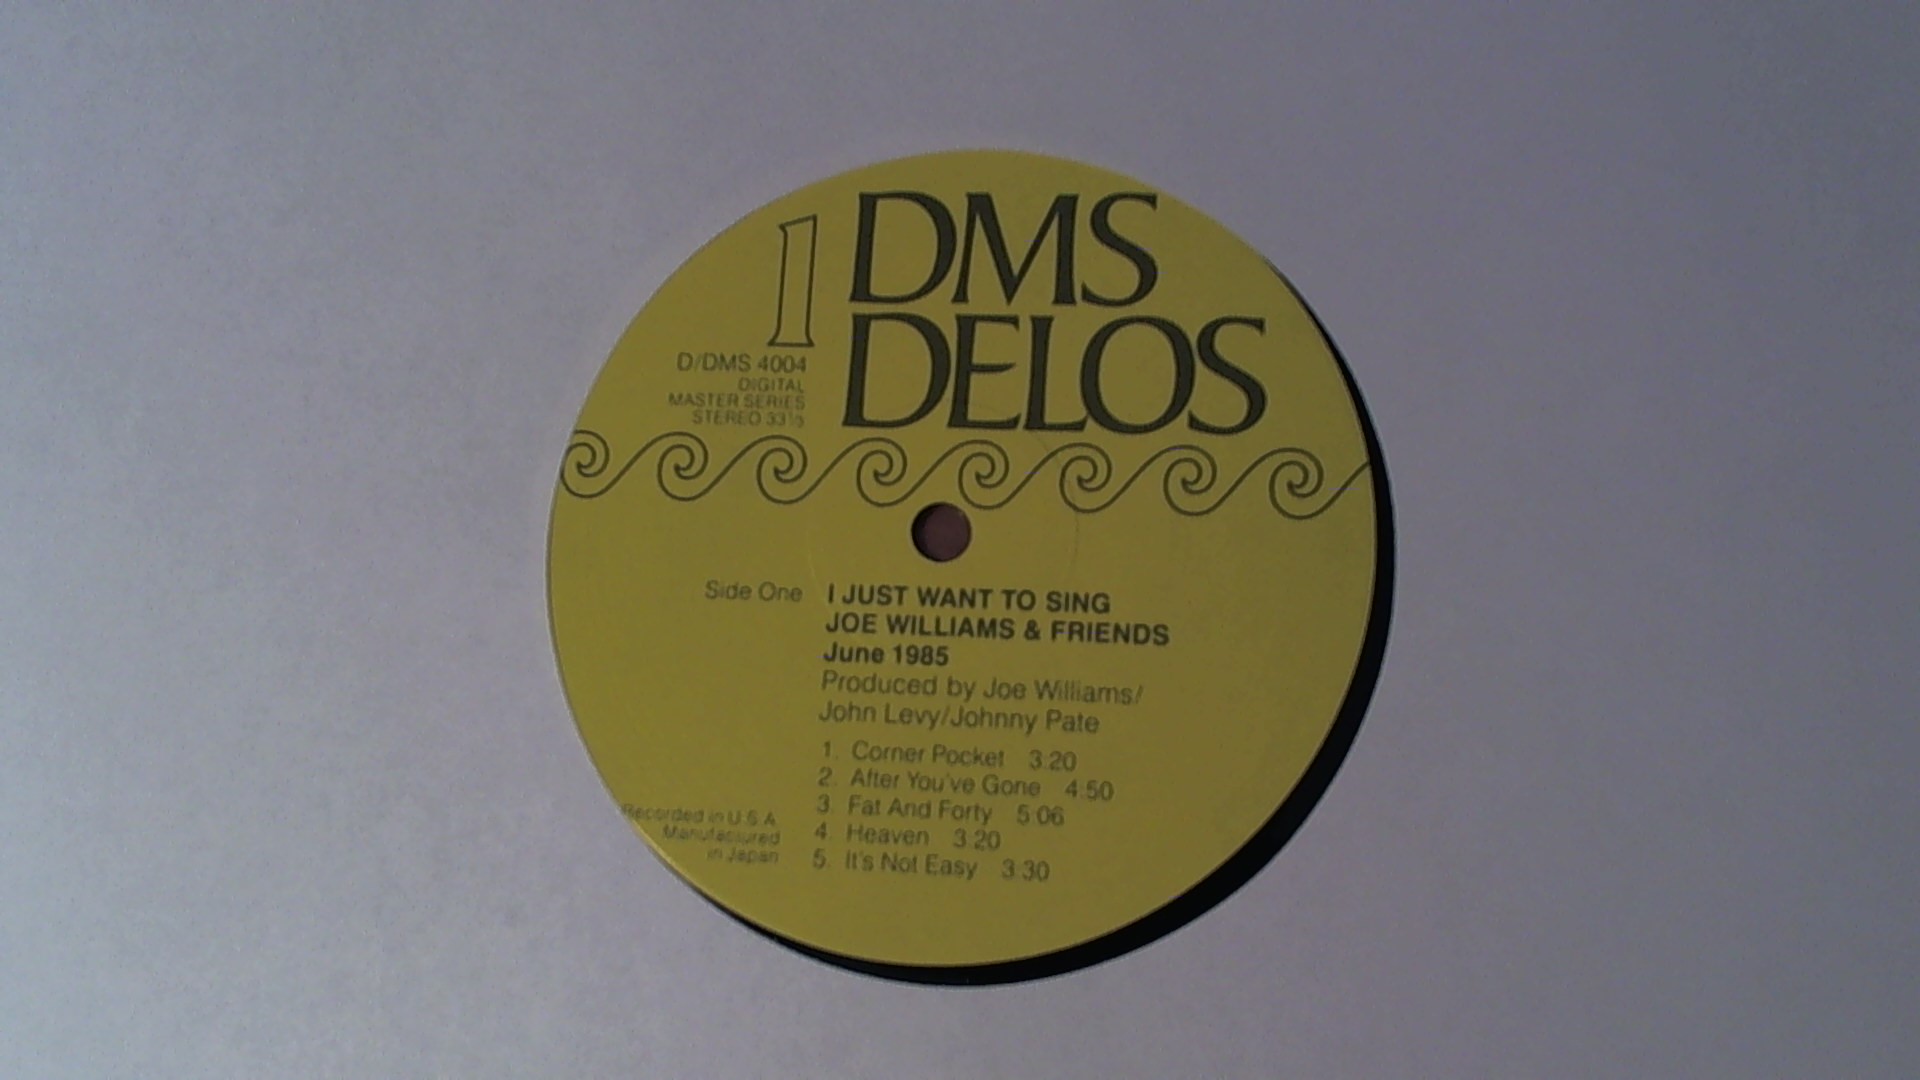 1
DMS
DELOS
D/DMS 4004
DIGITAL
MASTER SERIES
STEREO 33⅓
Side One
I JUST WANT TO SING
JOE WILLIAMS & FRIENDS
June 1985
Produced by Joe Williams/
John Levy/Johnny Pate
1. Corner Pocket 3:20
2. After You've Gone 4:50
3. Fat And Forty 5:06
4. Heaven 3:20
5. It's Not Easy 3:30
Recorded in U.S.A.
Manufactured
in Japan